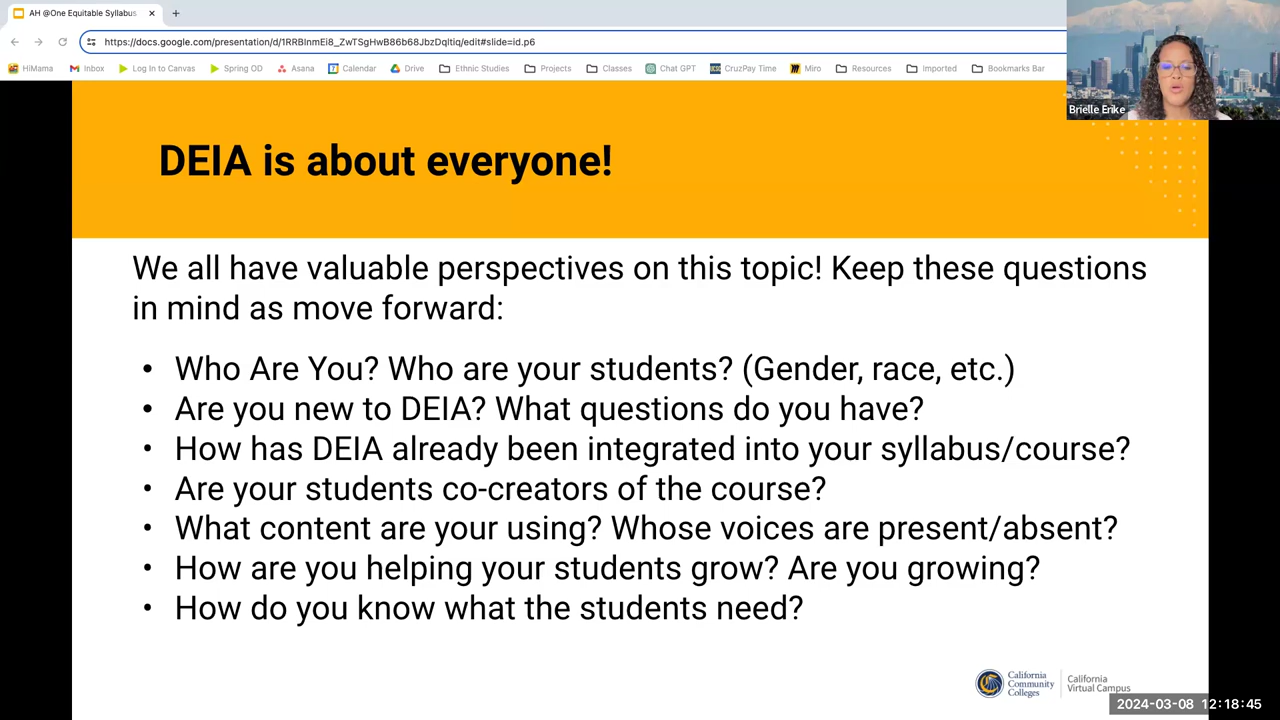 AH @One Equitable Syllabus
https://docs.google.com/presentation/d/1RRBlnmEi8_ZwTSgHwB86b68JbzDqltiq/edit#slide=id.p6
HiMama Inbox Log In to Canvas Spring OD Asana Calendar Drive Ethnic Studies Projects Classes Chat GPT CruzPay Time Miro Resources Imported Bookmarks Bar
Brielle Erike
DEIA is about everyone!
We all have valuable perspectives on this topic! Keep these questions
in mind as move forward:
• Who Are You? Who are your students? (Gender, race, etc.)
• Are you new to DEIA? What questions do you have?
• How has DEIA already been integrated into your syllabus/course?
• Are your students co-creators of the course?
• What content are your using? Whose voices are present/absent?
• How are you helping your students grow? Are you growing?
• How do you know what the students need?
California
Community
Colleges
California
Virtual Campus
2024-03-08 12:18:45